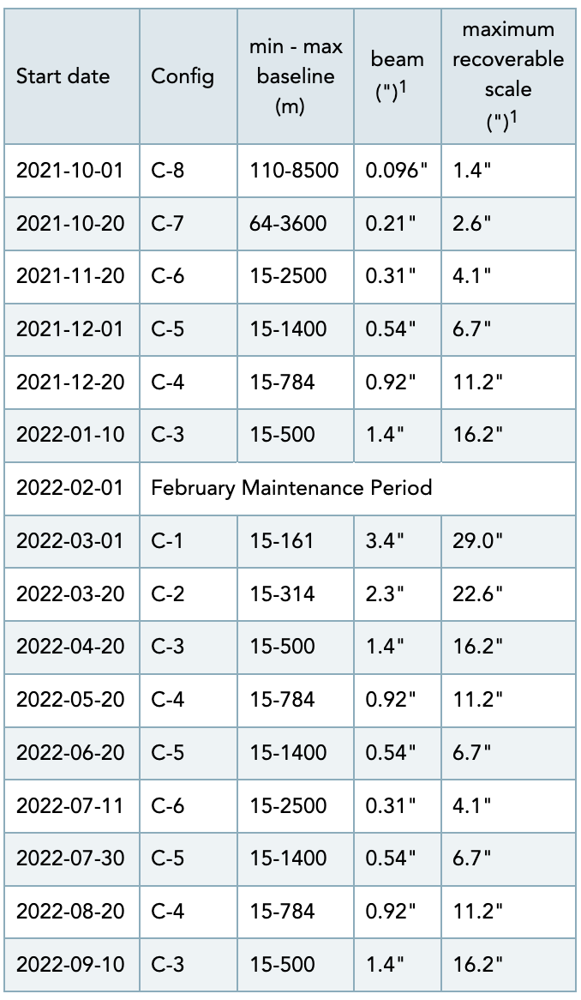 Start date Config min - max baseline (m) beam (")¹ maximum recoverable scale (")¹
2021-10-01 C-8 110-8500 0.096" 1.4"
2021-10-20 C-7 64-3600 0.21" 2.6"
2021-11-20 C-6 15-2500 0.31" 4.1"
2021-12-01 C-5 15-1400 0.54" 6.7"
2021-12-20 C-4 15-784 0.92" 11.2"
2022-01-10 C-3 15-500 1.4" 16.2"
2022-02-01 February Maintenance Period
2022-03-01 C-1 15-161 3.4" 29.0"
2022-03-20 C-2 15-314 2.3" 22.6"
2022-04-20 C-3 15-500 1.4" 16.2"
2022-05-20 C-4 15-784 0.92" 11.2"
2022-06-20 C-5 15-1400 0.54" 6.7"
2022-07-11 C-6 15-2500 0.31" 4.1"
2022-07-30 C-5 15-1400 0.54" 6.7"
2022-08-20 C-4 15-784 0.92" 11.2"
2022-09-10 C-3 15-500 1.4" 16.2"